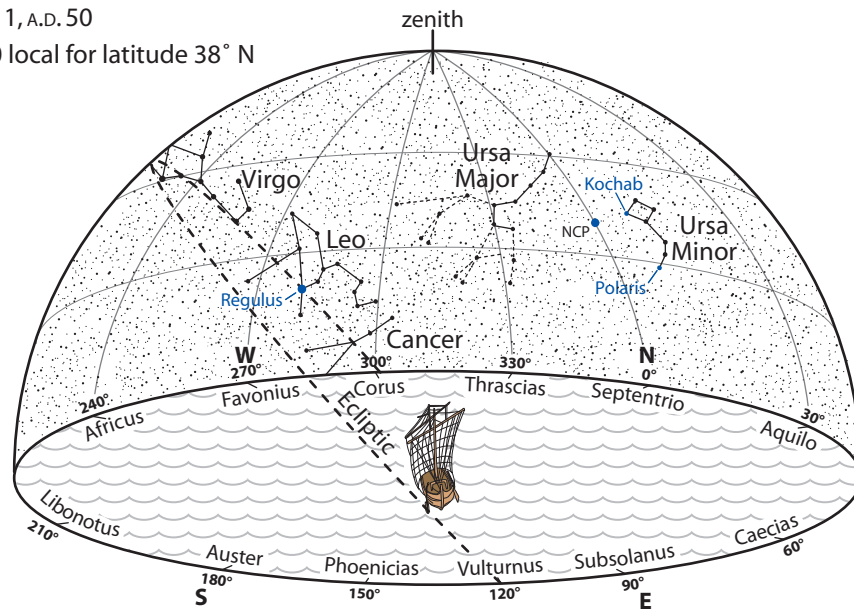 1, A.D. 50
local for latitude 38° N
zenith
Virgo
Ursa
Major
Kochab
NCP
Ursa
Minor
Leo
Regulus
Polaris
Cancer
W
270°
300°
330°
N
0°
240°
Africus
Favonius
Corus
Thrascias
Septentrio
30°
Aquilo
Ecliptic
Libonotus
210°
Auster
180°
S
Phoenicias
150°
Vulturnus
120°
Subsolanus
90°
E
Caecias
60°